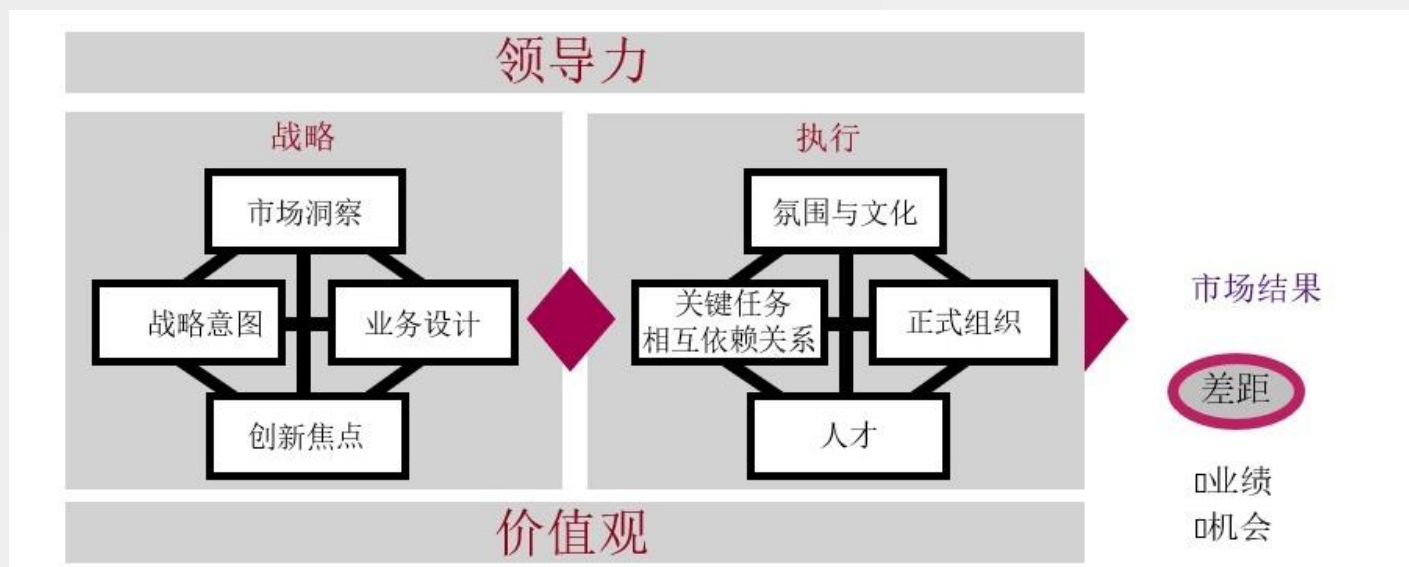 领导力
战略
市场洞察
战略意图
业务设计
创新焦点
执行
氛围与文化
关键任务
相互依赖关系
正式组织
人才
价值观
市场结果
差距
▯业绩
▯机会